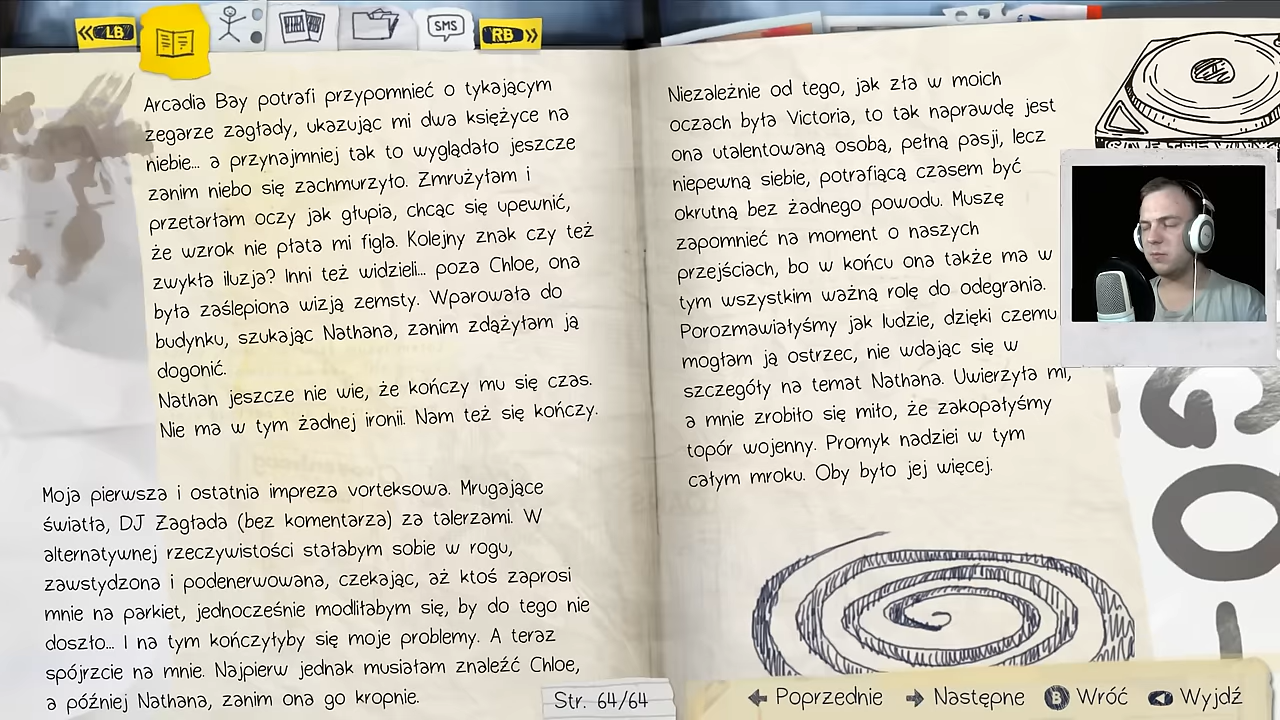 LB
SMS
RB
Arcadia Bay potrafi przypomnieć o tykającym
zegarze zagłady, ukazując mi dwa księżyce na
niebie... a przynajmniej tak to wyglądało jeszcze
zanim niebo się zachmurzyło. Zmrużyłam i
przetarłam oczy jak głupia, chcąc się upewnić,
że wzrok nie płata mi figla. Kolejny znak czy też
zwykła iluzja? Inni też widzieli... poza Chloe, ona
była zaślepiona wizją zemsty. Wparowała do
budynku, szukając Nathana, zanim zdążyłam ją
dogonić.
Nathan jeszcze nie wie, że kończy mu się czas.
Nie ma w tym żadnej ironii. Nam też się kończy.
Moja pierwsza i ostatnia impreza vorteksowa. Mrugające
światła, DJ Zagłada (bez komentarza) za talerzami. W
alternatywnej rzeczywistości stałabym sobie w rogu,
zawstydzona i podenerwowana, czekając, aż ktoś zaprosi
mnie na parkiet, jednocześnie modliłabym się, by do tego nie
doszło... I na tym kończyłyby się moje problemy. A teraz
spójrzcie na mnie. Najpierw jednak musiałam znaleźć Chloe,
a później Nathana, zanim ona go kropnie.
Niezależnie od tego, jak zła w moich
oczach była Victoria, to tak naprawdę jest
ona utalentowaną osobą, pełną pasji, lecz
niepewną siebie, potrafiącą czasem być
okrutną bez żadnego powodu. Muszę
zapomnieć na moment o naszych
przejściach, bo w końcu ona także ma w
tym wszystkim ważną rolę do odegrania.
Porozmawiałyśmy jak ludzie, dzięki czemu
mogłam ją ostrzec, nie wdając się w
szczegóły na temat Nathana. Uwierzyła mi,
a mnie zrobiło się miło, że zakopałyśmy
topór wojenny. Promyk nadziei w tym
całym mroku. Oby było jej więcej.
GO-
Str. 64/64
Poprzednie
Następne
B Wróć
Wyjdź